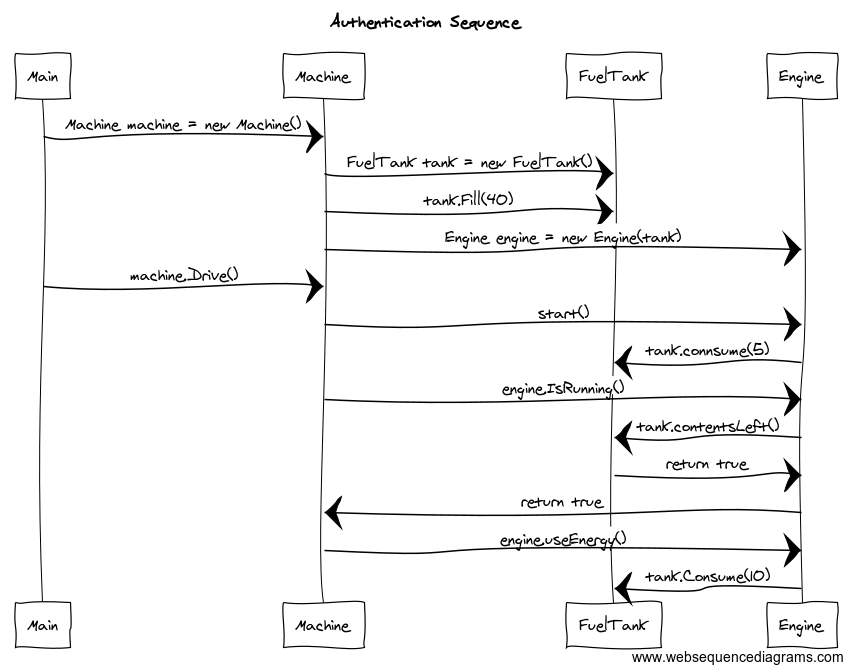 Authentication Sequence
Main
Machine
FuelTank
Engine
Machine machine = new Machine()
FuelTank tank = new FuelTank()
tank.Fill(40)
Engine engine = new Engine(tank)
machine.Drive()
start()
tank.connsume(5)
engine.IsRunning()
tank.contentsLeft()
return true
return true
engine.useEnergy()
tank.Consume(10)
Main
Machine
FuelTank
Engine
www.websequencediagrams.com